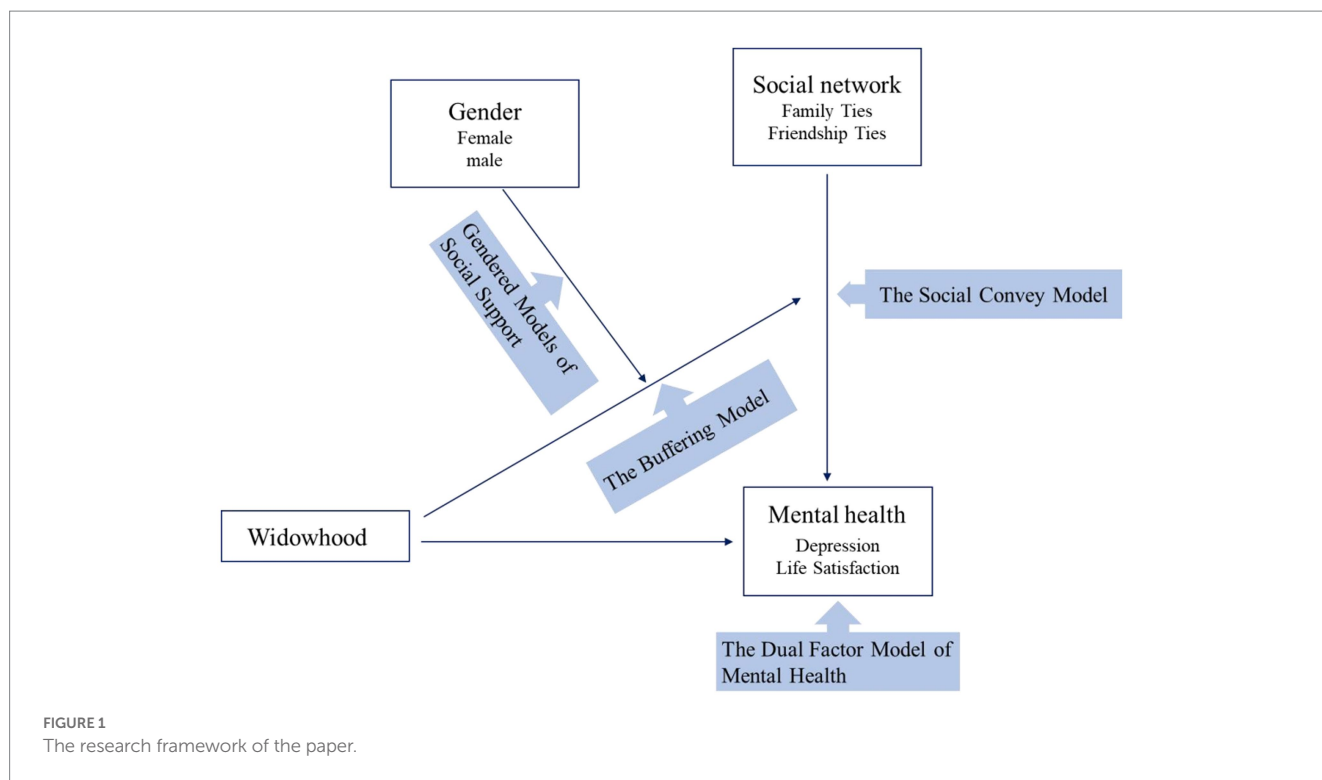 Gender
Female
male
Social network
Family Ties
Friendship Ties
Gendered Models of
Social Support
The Social Convey Model
The Buffering Model
Widowhood
Mental health
Depression
Life Satisfaction
The Dual Factor Model of
Mental Health
FIGURE 1
The research framework of the paper.